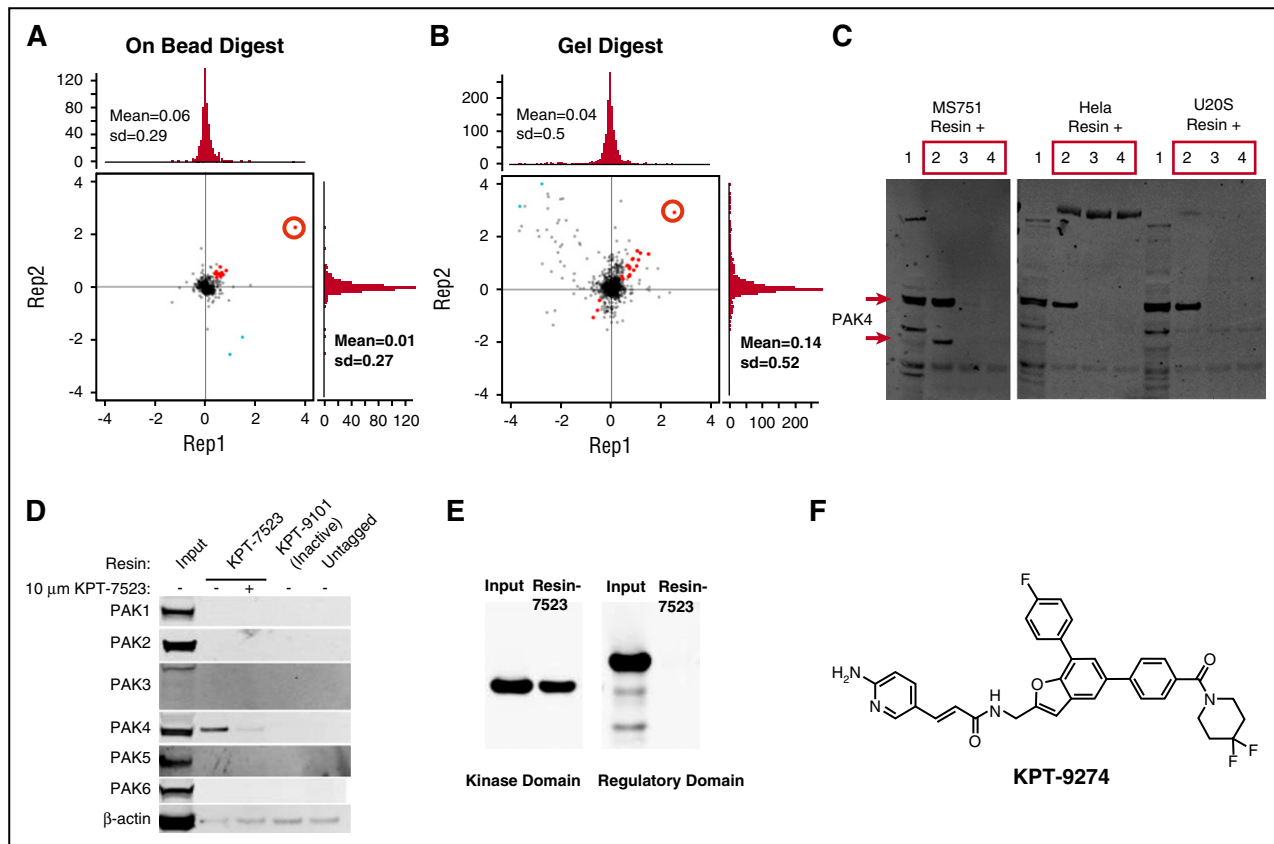 A
On Bead Digest
120
80
40
0
Mean=0.06
sd=0.29
4
2
0
-2
-4
Rep2
-4 -2 0 2 4
Rep1
Mean=0.01
sd=0.27
0 40 80 120
B
Gel Digest
200
100
0
Mean=0.04
sd=0.5
4
2
0
-2
-4
Rep2
-4 -2 0 2 4
Rep1
Mean=0.14
sd=0.52
0 100 200
C
MS751
Resin +
Hela
Resin +
U20S
Resin +
1 2 3 4 1 2 3 4 1 2 3 4
PAK4
D
Resin: Input KPT-7523 KPT-9101 (Inactive) Untagged
10 μm KPT-7523: - - + - -
PAK1
PAK2
PAK3
PAK4
PAK5
PAK6
β-actin
E
Input Resin-7523
Input Resin-7523
Kinase Domain Regulatory Domain
F
F
H2N
N
O
NH
O
O
N
F
F
KPT-9274